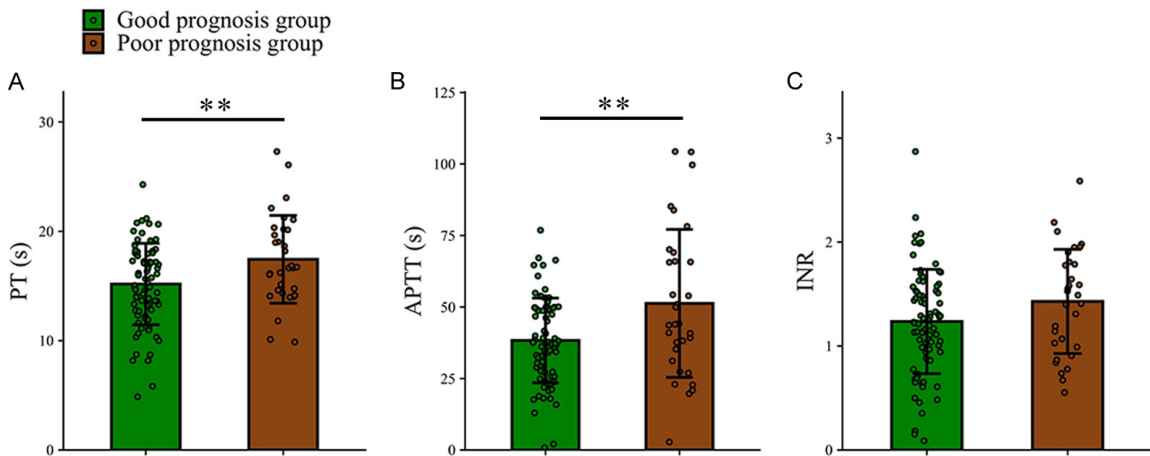 Good prognosis group
Poor prognosis group
A
**
PT (s)
30
20
10
0
B
**
APTT (s)
125
100
75
50
25
0
C
INR
3
2
1
0